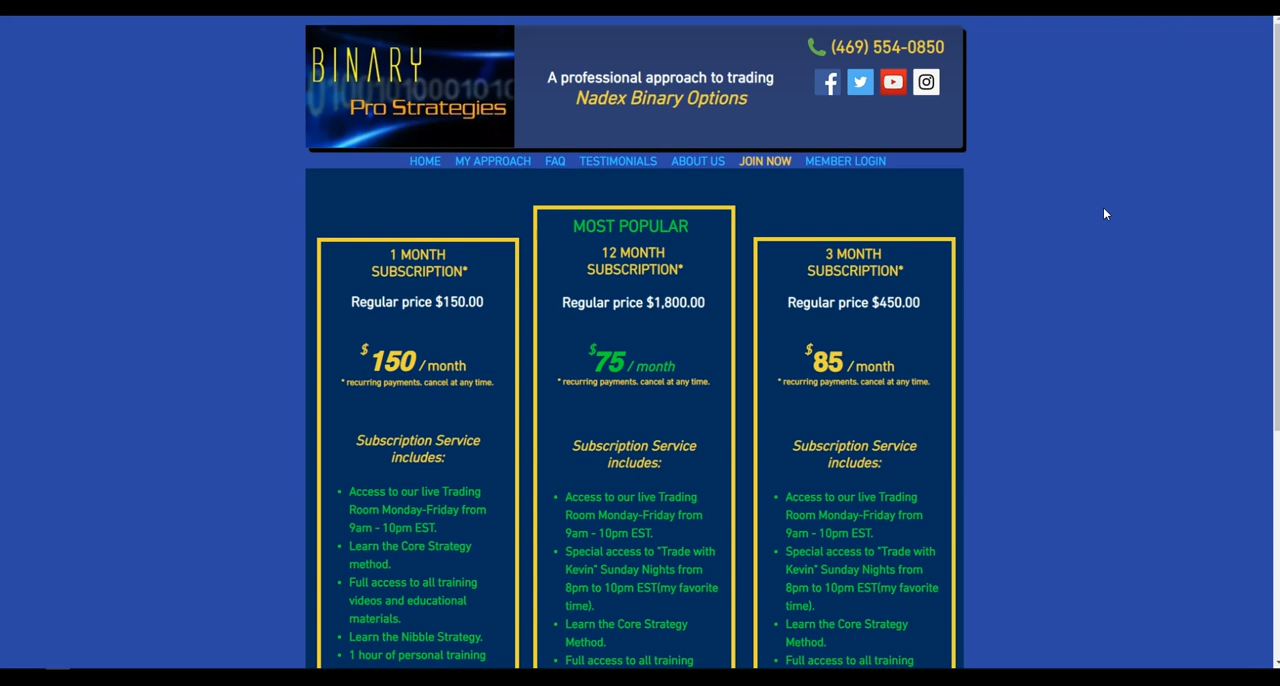 BINARY
Pro Strategies
A professional approach to trading
Nadex Binary Options
(469) 554-0850
HOME MY APPROACH FAQ TESTIMONIALS ABOUT US JOIN NOW MEMBER LOGIN
1 MONTH
SUBSCRIPTION*
Regular price $150.00
$150 / month
* recurring payments. cancel at any time.
Subscription Service
includes:
• Access to our live Trading
Room Monday-Friday from
9am - 10pm EST.
• Learn the Core Strategy
method.
• Full access to all training
videos and educational
materials.
• Learn the Nibble Strategy.
• 1 hour of personal training
MOST POPULAR
12 MONTH
SUBSCRIPTION*
Regular price $1,800.00
$75 / month
* recurring payments. cancel at any time.
Subscription Service
includes:
• Access to our live Trading
Room Monday-Friday from
9am - 10pm EST.
• Special access to "Trade with
Kevin" Sunday Nights from
8pm to 10pm EST(my favorite
time).
• Learn the Core Strategy
Method.
• Full access to all training
3 MONTH
SUBSCRIPTION*
Regular price $450.00
$85 / month
* recurring payments. cancel at any time.
Subscription Service
includes:
• Access to our live Trading
Room Monday-Friday from
9am - 10pm EST.
• Special access to "Trade with
Kevin" Sunday Nights from
8pm to 10pm EST(my favorite
time).
• Learn the Core Strategy
Method.
• Full access to all training